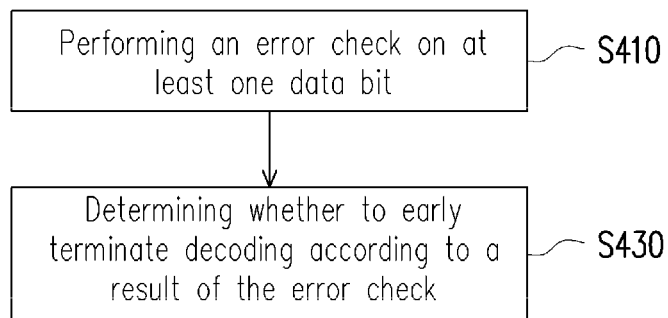 Performing an error check on at
least one data bit
S410
Determining whether to early
terminate decoding according to a
result of the error check
S430